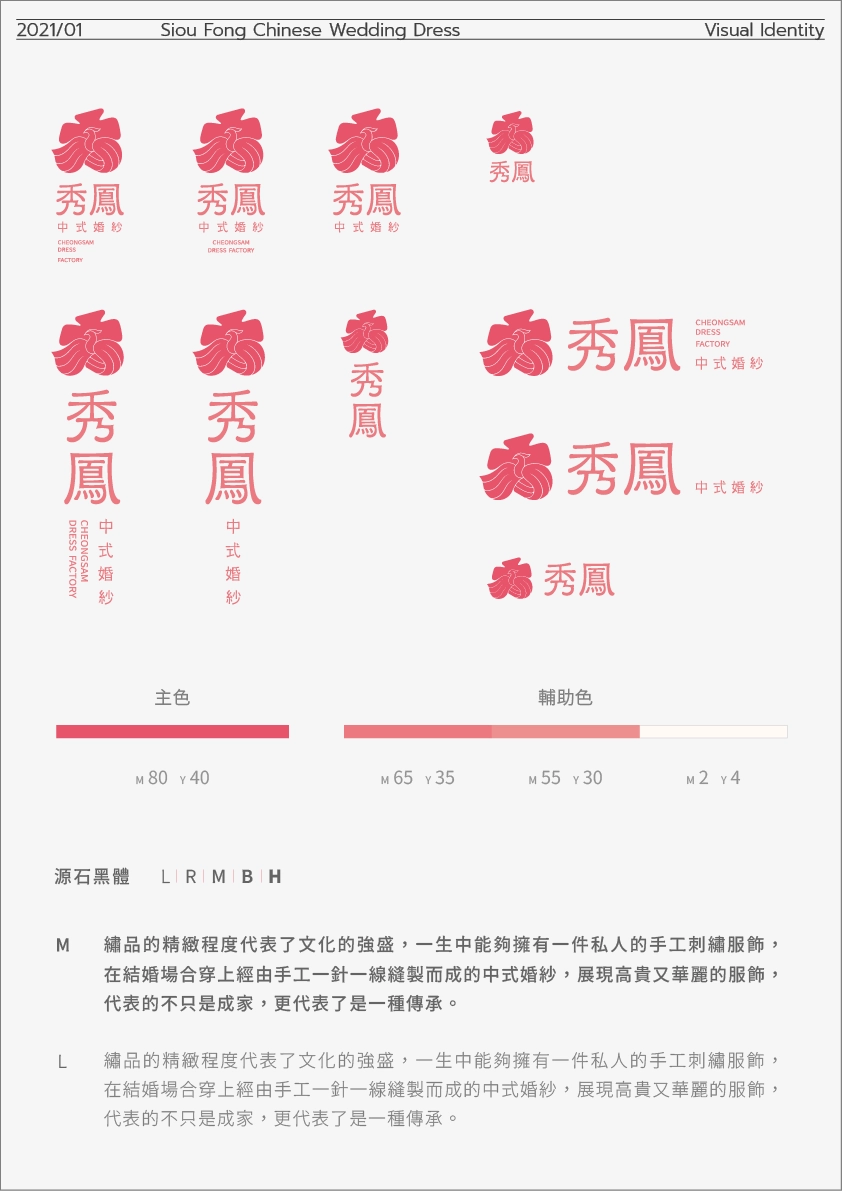 2021/01 Siou Fong Chinese Wedding Dress Visual Identity
秀鳳
中式婚紗
CHEONGSAM
DRESS
FACTORY
秀鳳
中式婚紗
CHEONGSAM
DRESS FACTORY
秀鳳
中式婚紗
秀鳳
秀鳳
中式婚紗
CHEONGSAM
DRESS FACTORY
秀鳳
中式婚紗
秀鳳
秀鳳
CHEONGSAM
DRESS
FACTORY
中式婚紗
秀鳳 中式婚紗
秀鳳
主色 輔助色
M 80 Y 40 M 65 Y 35 M 55 Y 30 M 2 Y 4
源石黑體 L R M B H
M 繡品的精緻程度代表了文化的強盛，一生中能夠擁有一件私人的手工刺繡服飾，
在結婚場合穿上經由手工一針一線縫製而成的中式婚紗，展現高貴又華麗的服飾，
代表的不只是成家，更代表了是一種傳承。
L 繡品的精緻程度代表了文化的強盛，一生中能夠擁有一件私人的手工刺繡服飾，
在結婚場合穿上經由手工一針一線縫製而成的中式婚紗，展現高貴又華麗的服飾，
代表的不只是成家，更代表了是一種傳承。